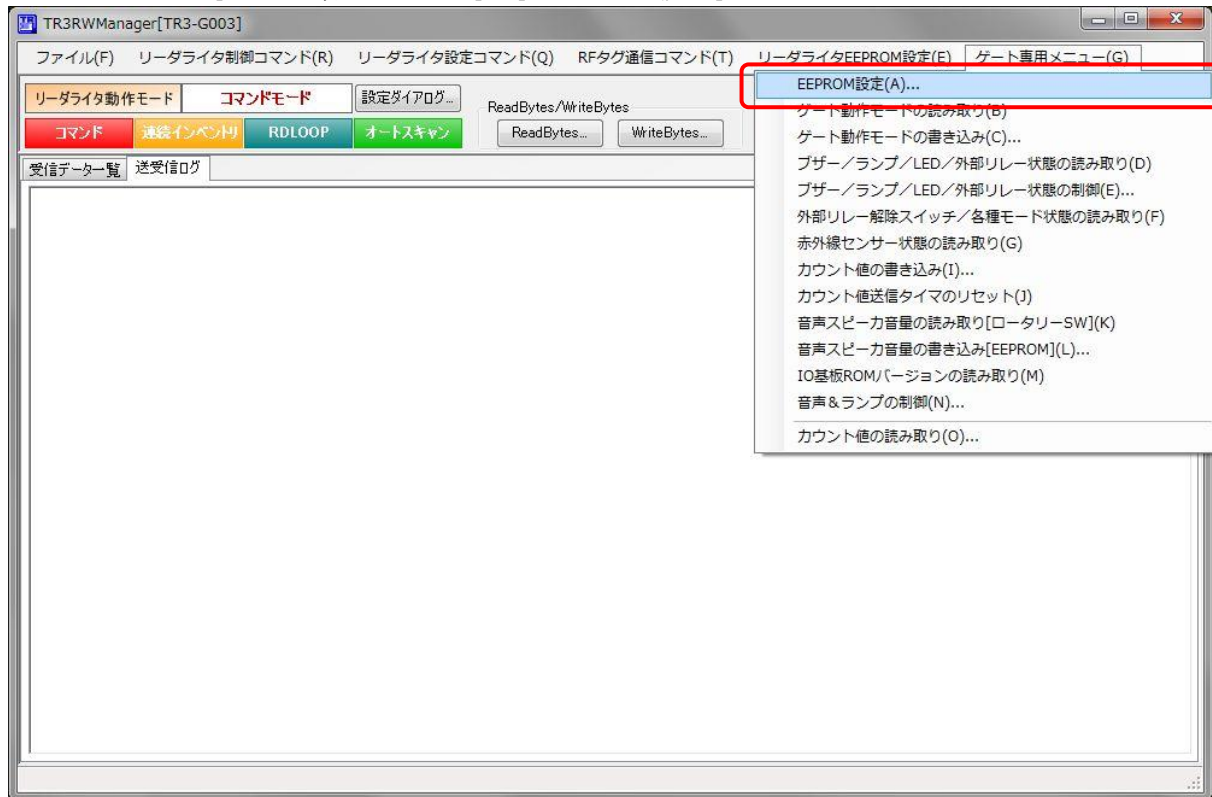 TR3RWManager[TR3-G003]
ファイル(F) リーダライタ制御コマンド(R) リーダライタ設定コマンド(Q) RFタグ通信コマンド(T) リーダライタEEPROM設定(E) ゲート専用メニュー(G)
リーダライタ動作モード コマンドモード 設定ダイアログ... ReadBytes/WriteBytes
コマンド 連続インベントリ RDLOOP オートスキャン ReadBytes... WriteBytes...
受信データ一覧 送受信ログ
EEPROM設定(A)...
ゲート動作モードの読み取り(B)
ゲート動作モードの書き込み(C)...
ブザー／ランプ／LED／外部リレー状態の読み取り(D)
ブザー／ランプ／LED／外部リレー状態の制御(E)...
外部リレー解除スイッチ／各種モード状態の読み取り(F)
赤外線センサー状態の読み取り(G)
カウント値の書き込み(I)...
カウント値送信タイマのリセット(J)
音声スピーカ音量の読み取り[ロータリーSW](K)
音声スピーカ音量の書き込み[EEPROM](L)...
IO基板ROMバージョンの読み取り(M)
音声＆ランプの制御(N)...
カウント値の読み取り(O)...